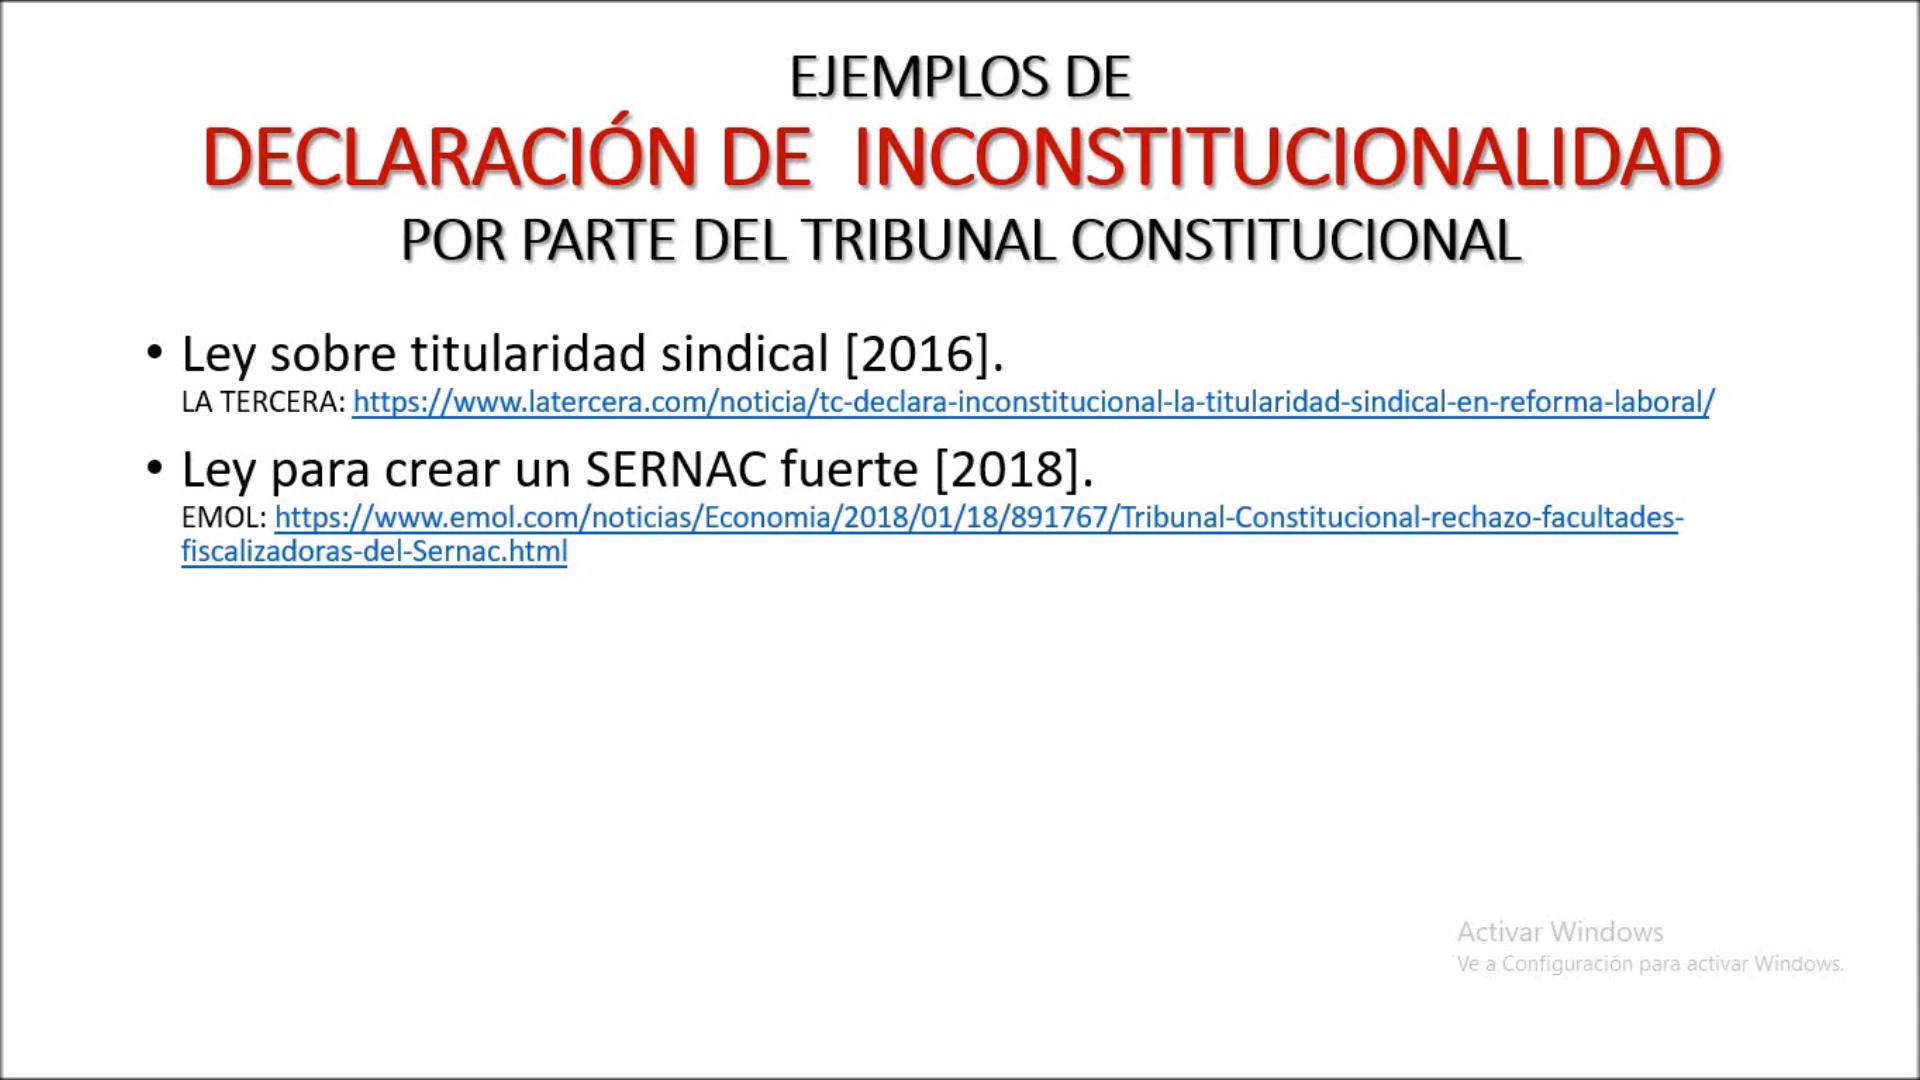 EJEMPLOS DE
DECLARACIÓN DE INCONSTITUCIONALIDAD
POR PARTE DEL TRIBUNAL CONSTITUCIONAL
• Ley sobre titularidad sindical [2016].
LA TERCERA: https://www.latercera.com/noticia/tc-declara-inconstitucional-la-titularidad-sindical-en-reforma-laboral/
• Ley para crear un SERNAC fuerte [2018].
EMOL: https://www.emol.com/noticias/Economia/2018/01/18/891767/Tribunal-Constitucional-rechazo-facultades-
fiscalizadoras-del-Sernac.html
Activar Windows
Ve a Configuración para activar Windows.